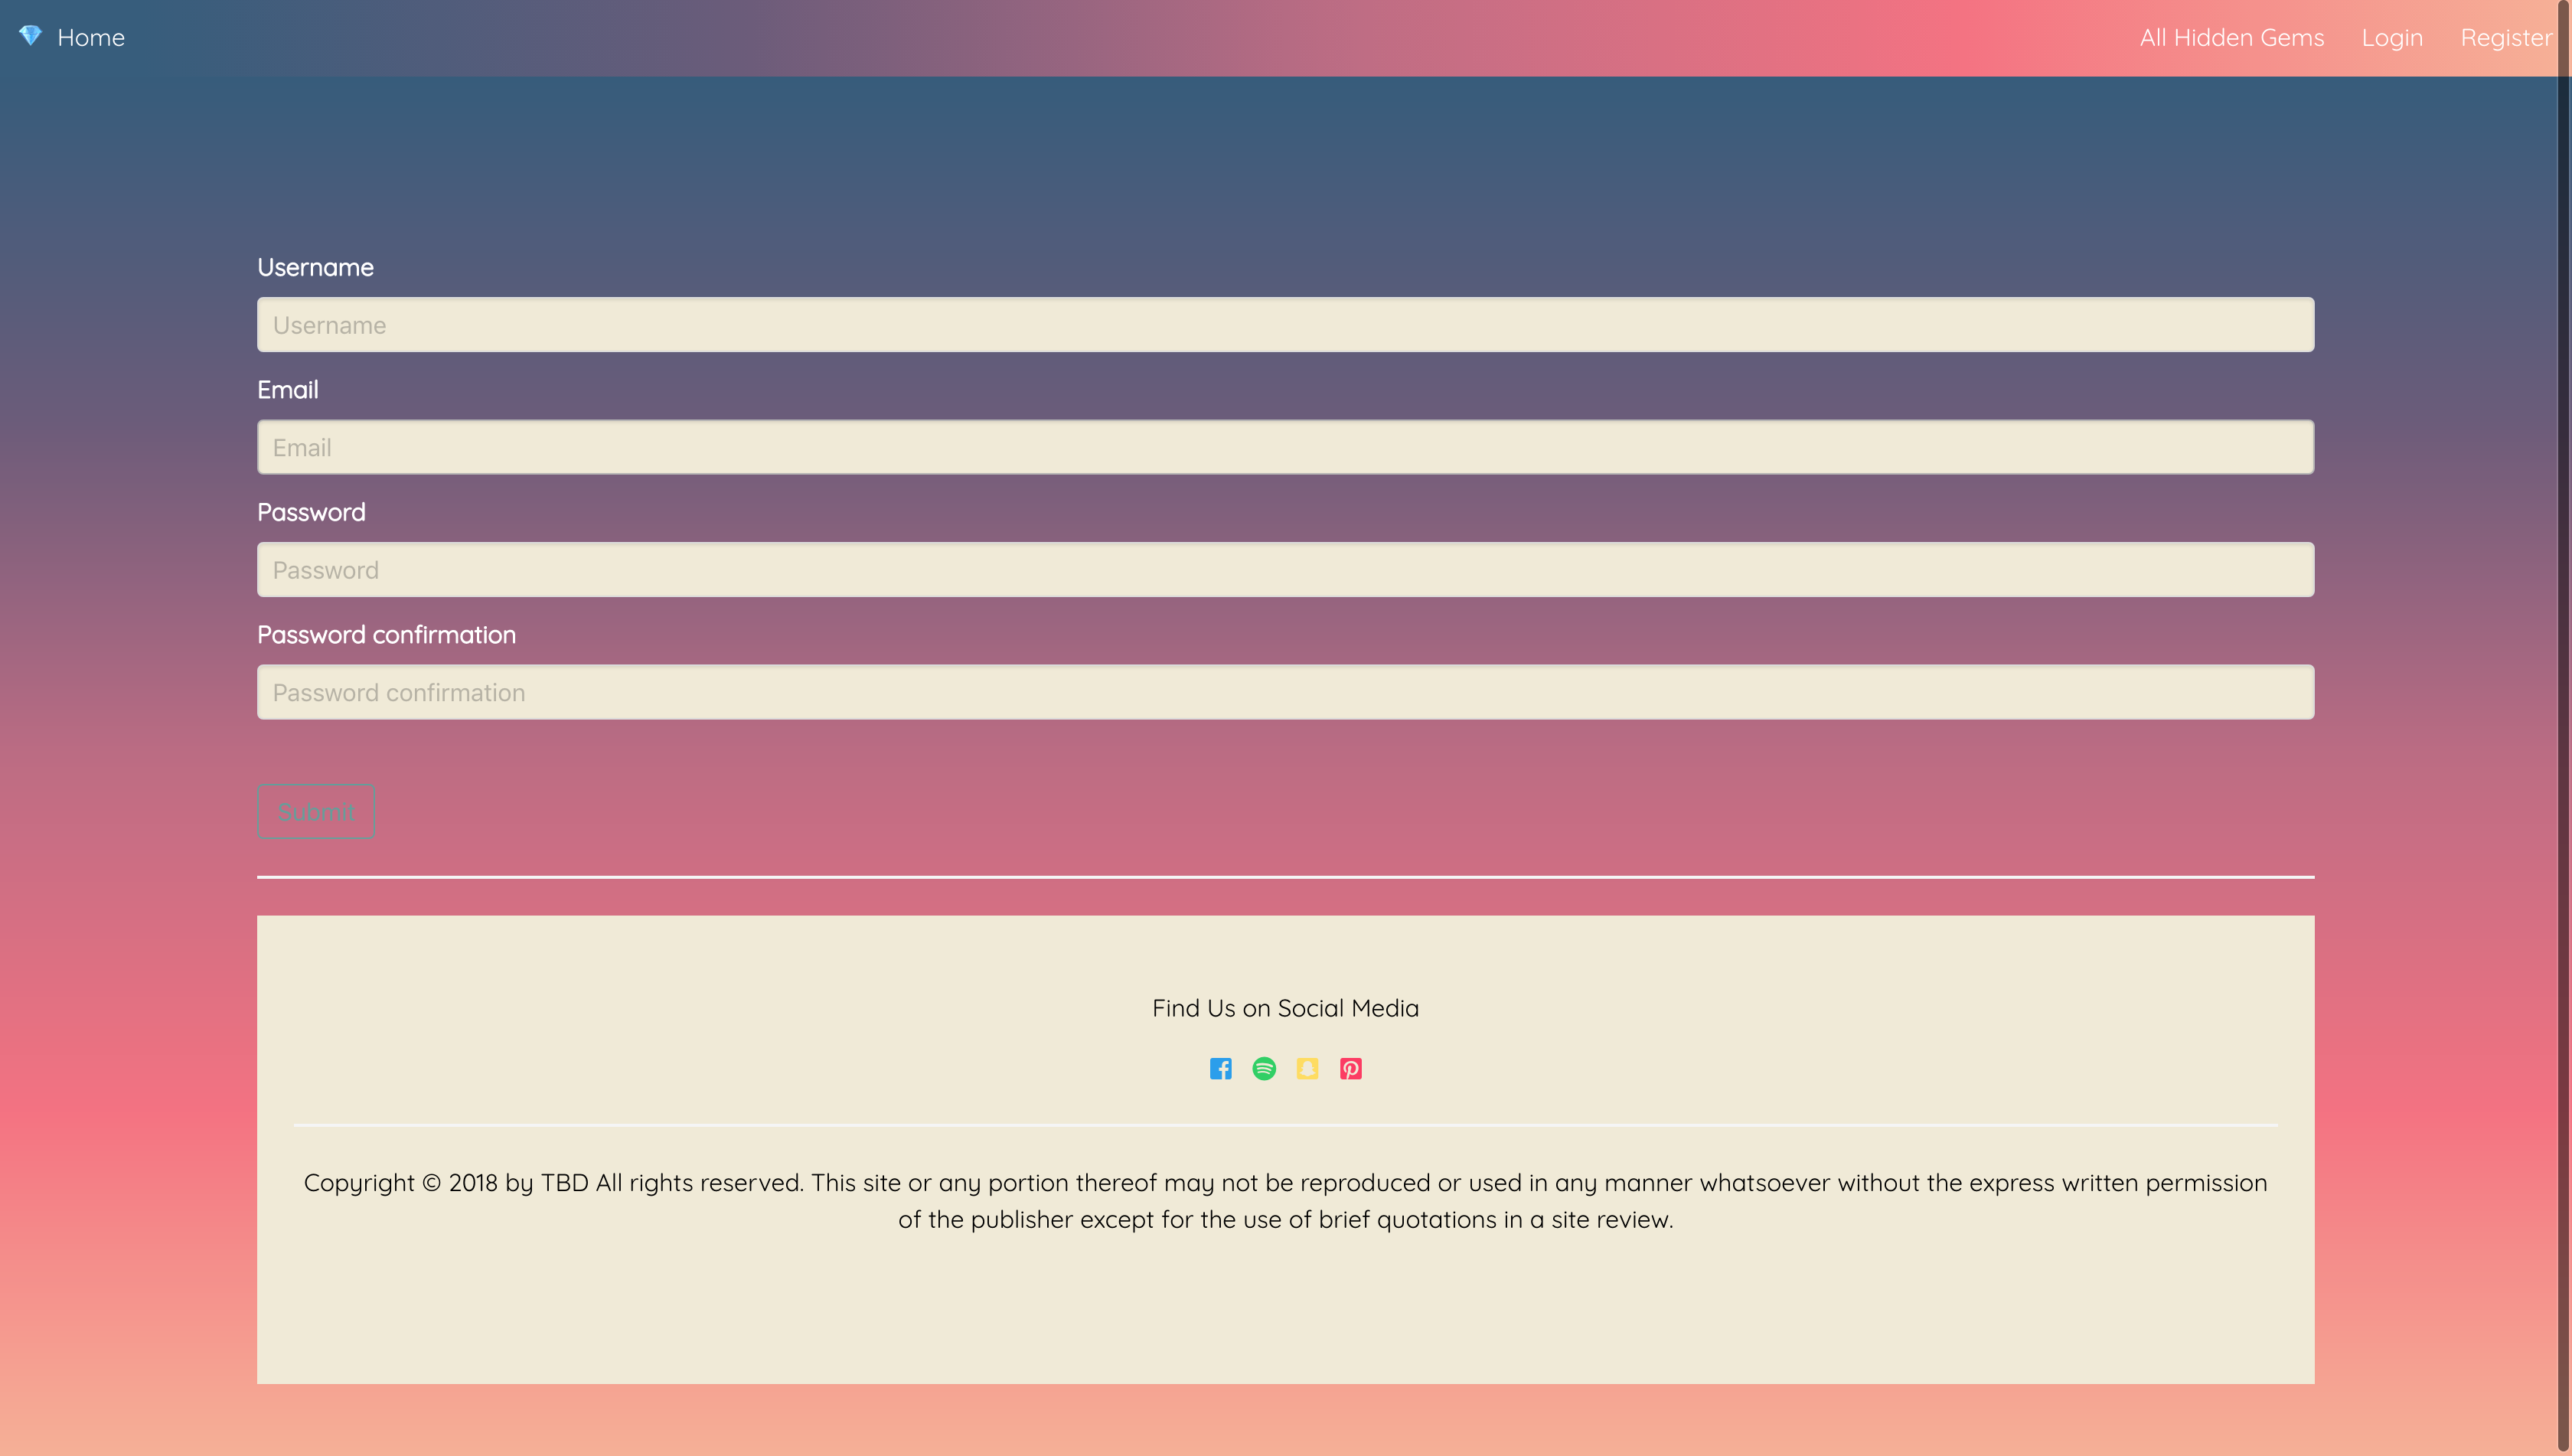 Home
All Hidden Gems
Login
Register
Username
Username
Email
Email
Password
Password
Password confirmation
Password confirmation
Submit
Find Us on Social Media
Copyright © 2018 by TBD All rights reserved. This site or any portion thereof may not be reproduced or used in any manner whatsoever without the express written permission
of the publisher except for the use of brief quotations in a site review.